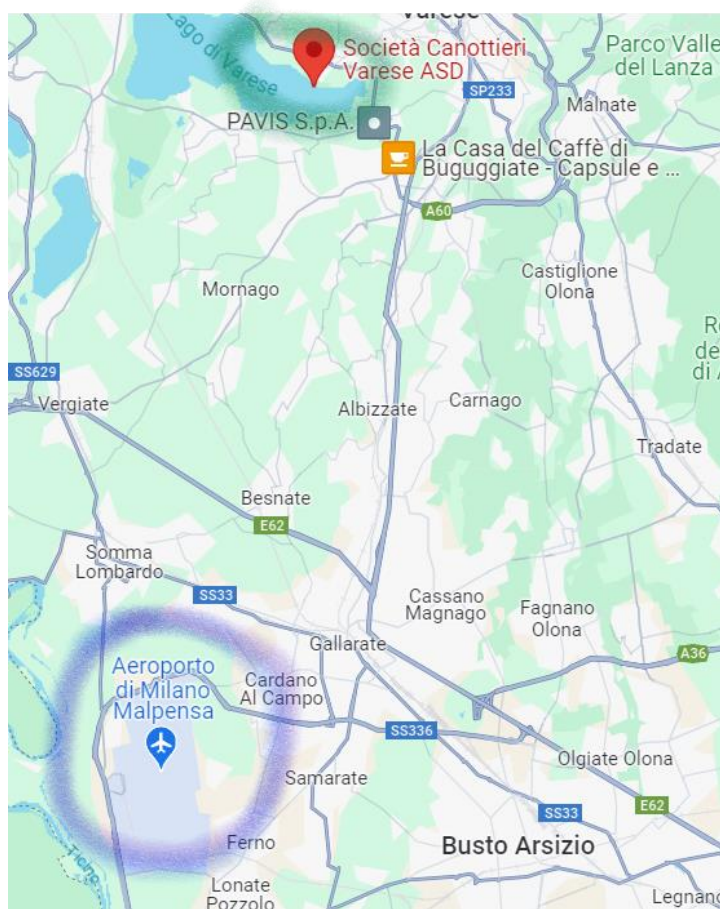 Varese
Lago di Varese
Società Canottieri
Varese ASD
Parco Valle
del Lanza
SP233
Malnate
PAVIS S.p.A.
La Casa del Caffè di
Buguggiate - Capsule e ...
A60
Castiglione
Olona
Mornago
SS629
Vergiate
Albizzate
Carnago
Tradate
Besnate
E62
Somma
Lombardo
SS33
Cassano
Magnago
Fagnano
Olona
Gallarate
A36
Aeroporto
di Milano
Malpensa
Cardano
Al Campo
SS336
Olgiate Olona
Samarate
E62
SS33
Ferno
Busto Arsizio
Ticino
Lonate
Pozzolo
Legnano